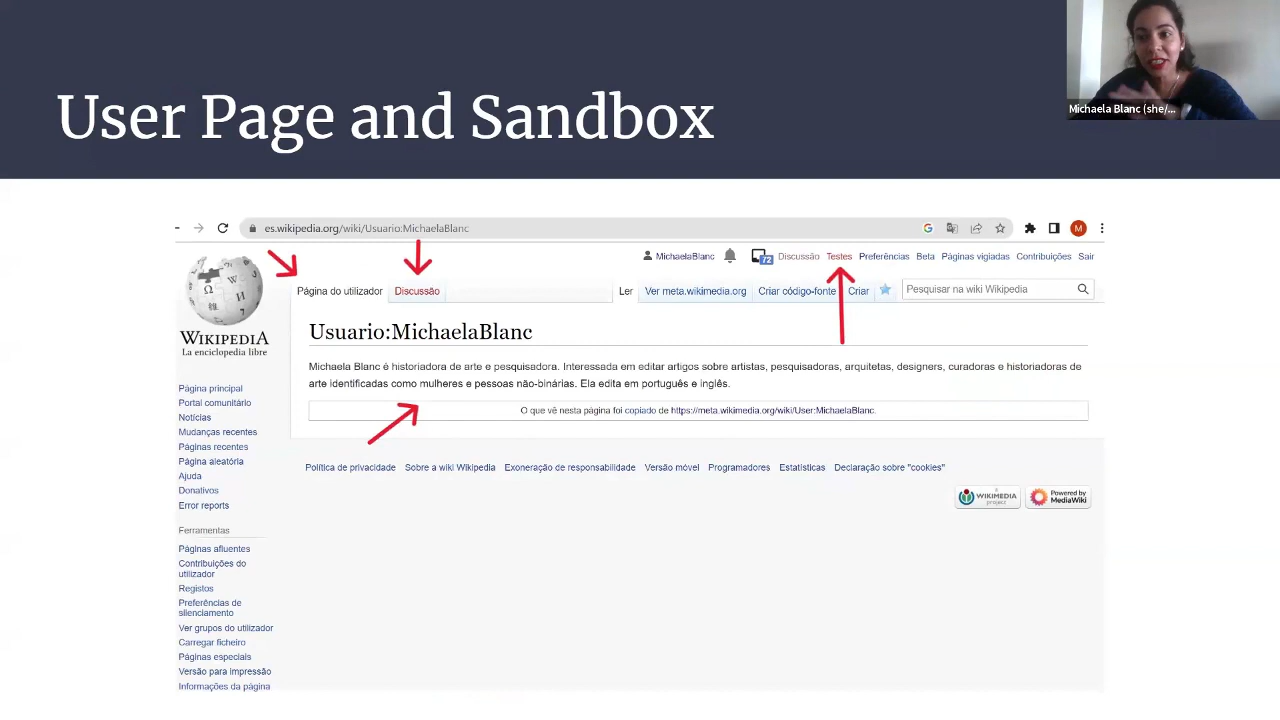 User Page and Sandbox
Michaela Blanc (she/...
es.wikipedia.org/wiki/Usuario:MichaelaBlanc
M
MichaelaBlanc 72 Discussão Testes Preferências Beta Páginas vigiadas Contribuições Sair
Página do utilizador Discussão Ler Ver meta.wikimedia.org Criar código-fonte Criar Pesquisar na wiki Wikipedia
WIKIPEDIA
La enciclopedia libre
Usuario:MichaelaBlanc
Michaela Blanc é historiadora de arte e pesquisadora. Interessada em editar artigos sobre artistas, pesquisadoras, arquitetas, designers, curadoras e historiadoras de
arte identificadas como mulheres e pessoas não-binárias. Ela edita em português e inglês.
O que vê nesta página foi copiado de https://meta.wikimedia.org/wiki/User:MichaelaBlanc.
Política de privacidade Sobre a wiki Wikipedia Exoneração de responsabilidade Versão móvel Programadores Estatísticas Declaração sobre "cookies"
A WIKIMEDIA project
Powered by MediaWiki
Página principal
Portal comunitário
Notícias
Mudanças recentes
Páginas recentes
Página aleatória
Ajuda
Donativos
Error reports
Ferramentas
Páginas afluentes
Contribuições do
utilizador
Registos
Preferências de
silenciamento
Ver grupos do utilizador
Carregar ficheiro
Páginas especiais
Versão para impressão
Informações da página